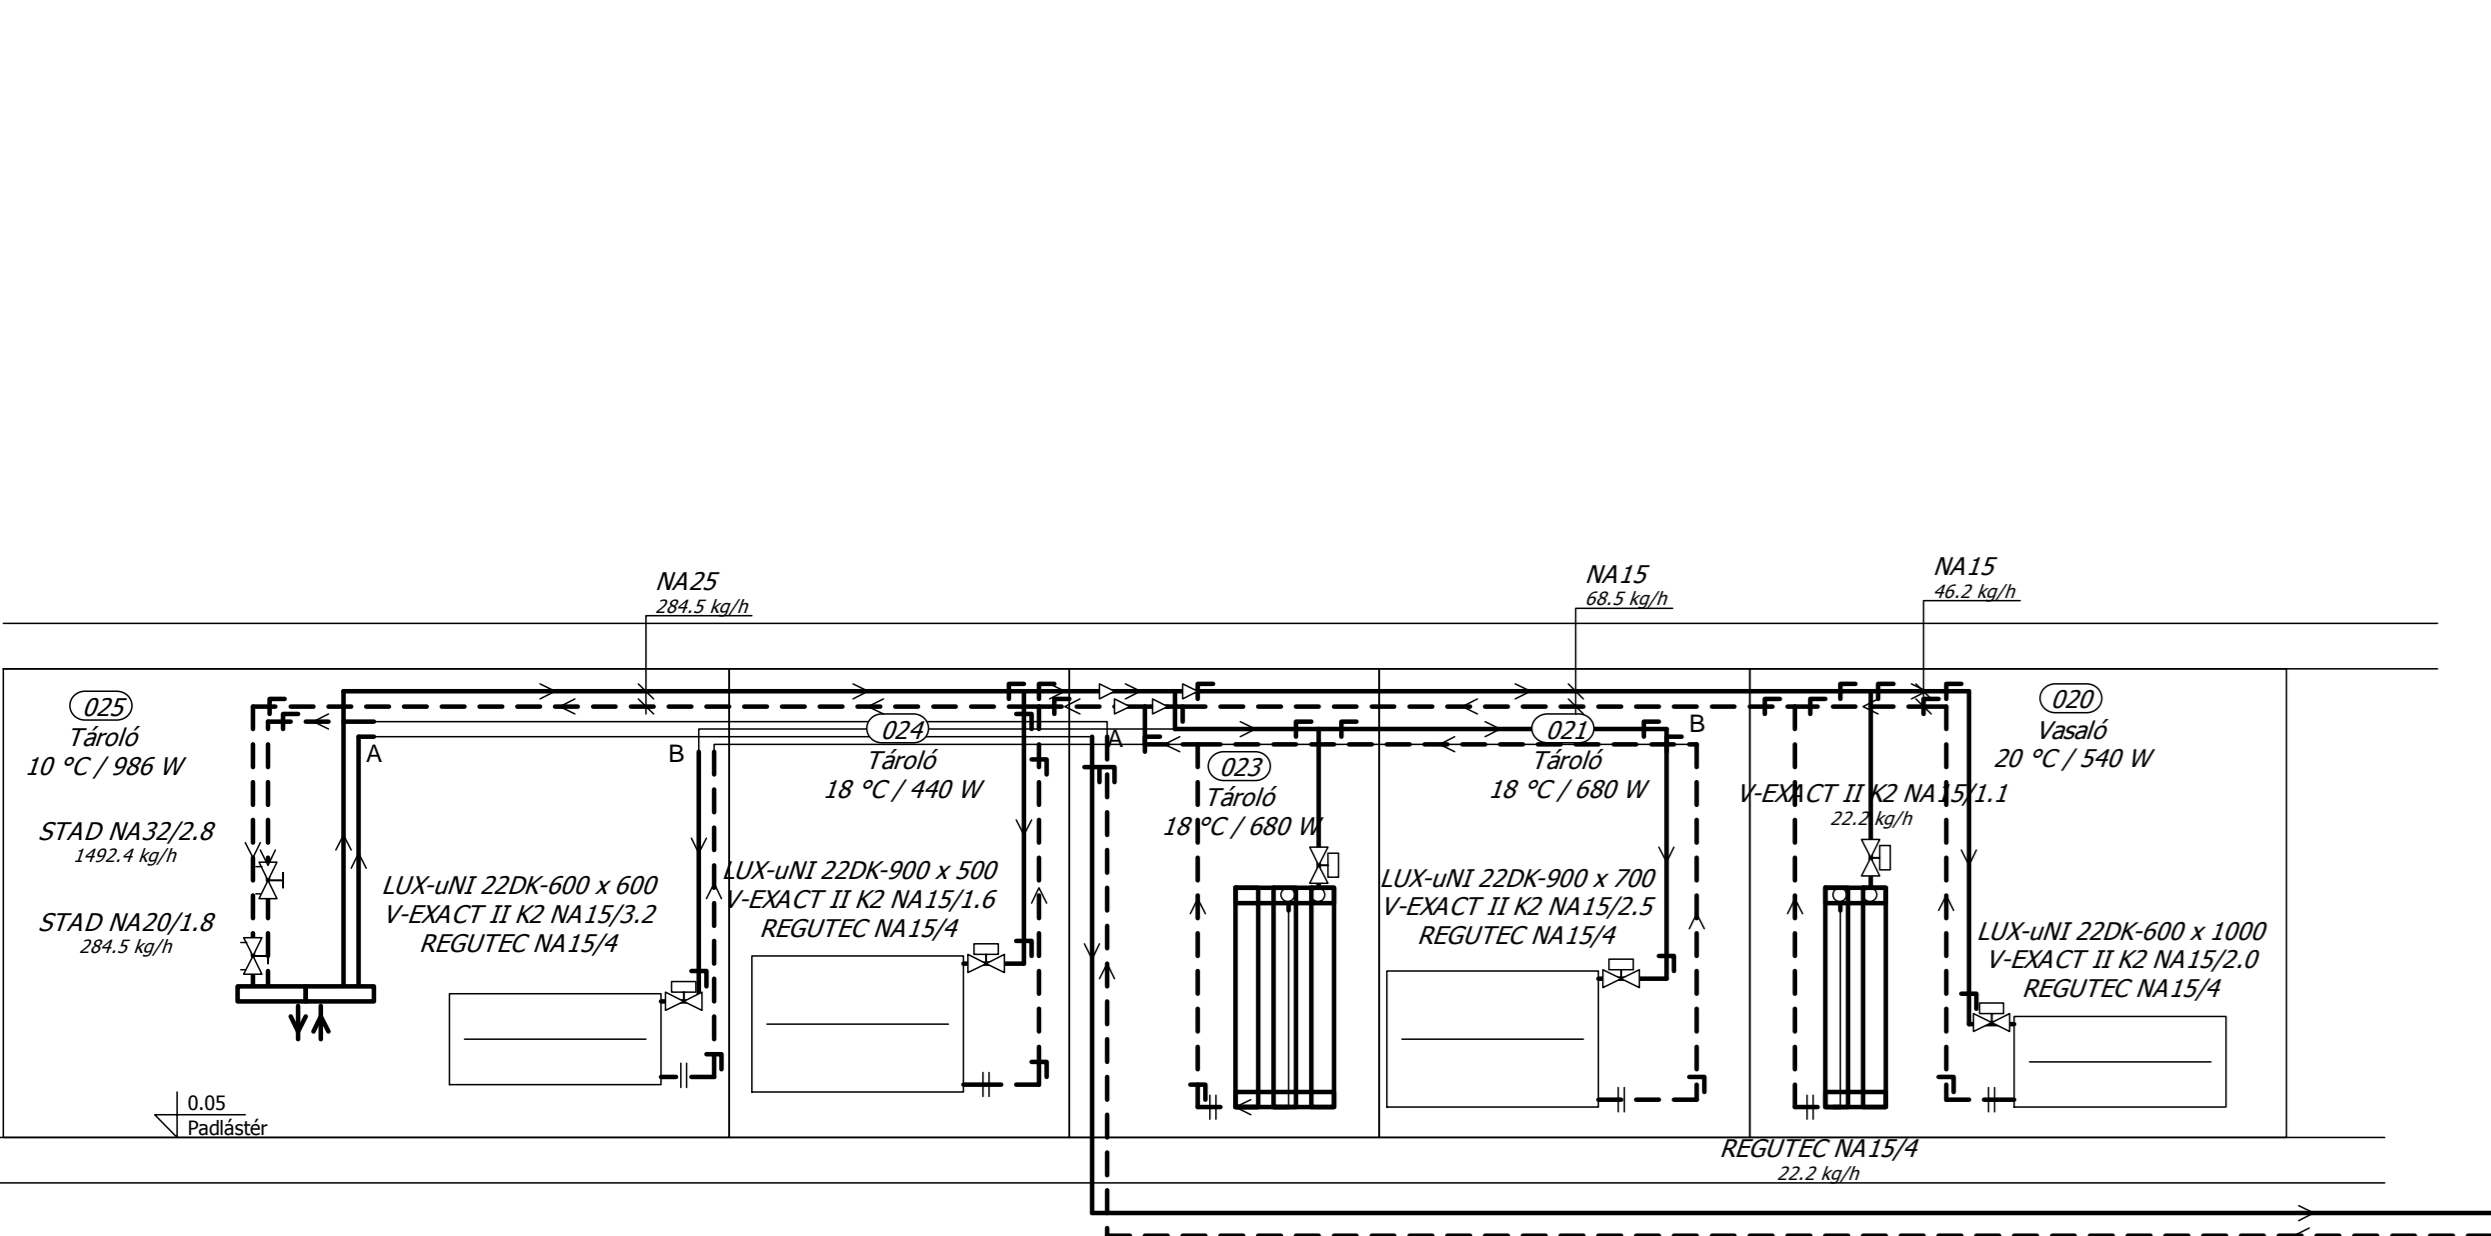 NA25
284.5 kg/h
NA15
68.5 kg/h
NA15
46.2 kg/h
025
Tároló
10 °C / 986 W
STAD NA32/2.8
1492.4 kg/h
STAD NA20/1.8
284.5 kg/h
A
LUX-uNI 22DK-600 x 600
V-EXACT II K2 NA15/3.2
REGUTEC NA15/4
B
0.05
Padlástér
024
Tároló
18 °C / 440 W
LUX-uNI 22DK-900 x 500
V-EXACT II K2 NA15/1.6
REGUTEC NA15/4
A
023
Tároló
18 °C / 680 W
021
Tároló
18 °C / 680 W
B
LUX-uNI 22DK-900 x 700
V-EXACT II K2 NA15/2.5
REGUTEC NA15/4
020
Vasaló
20 °C / 540 W
V-EXACT II K2 NA15/1.1
22.2 kg/h
LUX-uNI 22DK-600 x 1000
V-EXACT II K2 NA15/2.0
REGUTEC NA15/4
REGUTEC NA15/4
22.2 kg/h